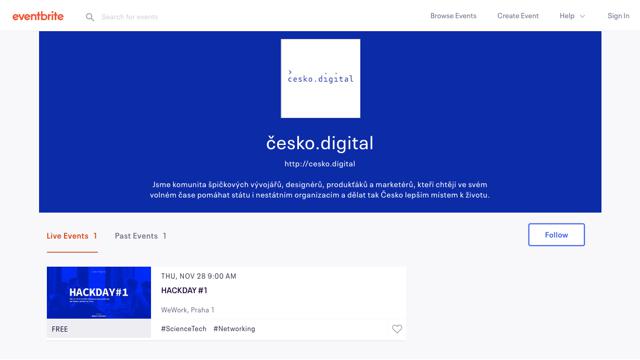 eventbrite
Search for events
Browse Events
Create Event
Help
Sign In
česko.digital
česko.digital
http://cesko.digital
Jsme komunita špičkových vývojářů, designérů, produkťáků a marketérů, kteří chtějí ve svém
volném čase pomáhat státu i nestátním organizacím a dělat tak Česko lepším místem k životu.
Live Events 1
Past Events 1
Follow
HACKDAY#1
FREE
THU, NOV 28 9:00 AM
HACKDAY #1
WeWork, Praha 1
#ScienceTech #Networking